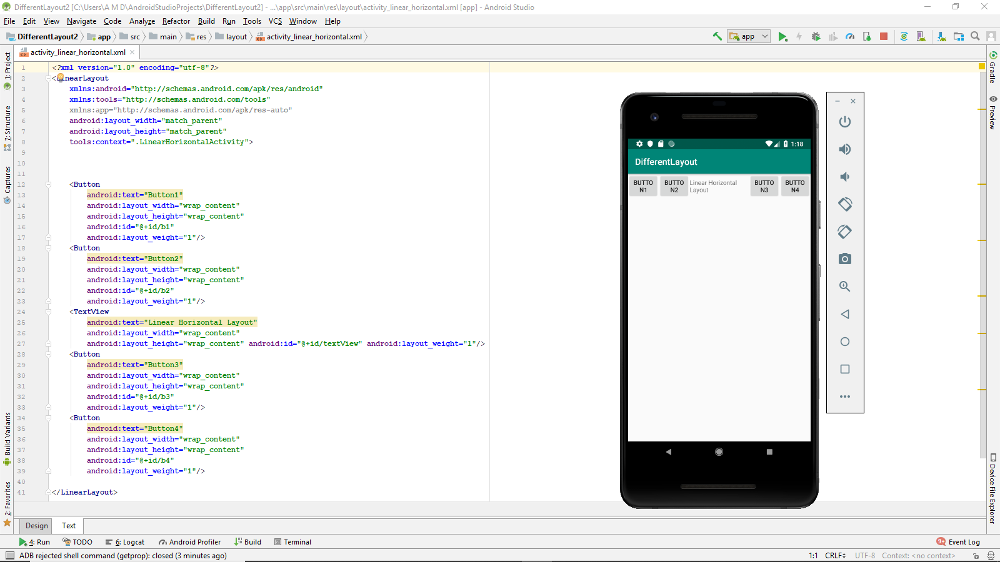 DifferentLayout2 [C:\Users\A M D\AndroidStudioProjects\DifferentLayout2] - ...\app\src\main\res\layout\activity_linear_horizontal.xml [app] - Android Studio
File Edit View Navigate Code Analyze Refactor Build Run Tools VCS Window Help
DifferentLayout2 app src main res layout activity_linear_horizontal.xml app
activity_linear_horizontal.xml
1: Project
7: Structure
Captures
Build Variants
2: Favorites
1 <?xml version="1.0" encoding="utf-8"?>
2 <LinearLayout
3 xmlns:android="http://schemas.android.com/apk/res/android"
4 xmlns:tools="http://schemas.android.com/tools"
5 xmlns:app="http://schemas.android.com/apk/res-auto"
6 android:layout_width="match_parent"
7 android:layout_height="match_parent"
8 tools:context=".LinearHorizontalActivity">
9
10
11
12 <Button
13 android:text="Button1"
14 android:layout_width="wrap_content"
15 android:layout_height="wrap_content"
16 android:id="@+id/b1"
17 android:layout_weight="1"/>
18 <Button
19 android:text="Button2"
20 android:layout_width="wrap_content"
21 android:layout_height="wrap_content"
22 android:id="@+id/b2"
23 android:layout_weight="1"/>
24 <TextView
25 android:text="Linear Horizontal Layout"
26 android:layout_width="wrap_content"
27 android:layout_height="wrap_content" android:id="@+id/textView" android:layout_weight="1"/>
28 <Button
29 android:text="Button3"
30 android:layout_width="wrap_content"
31 android:layout_height="wrap_content"
32 android:id="@+id/b3"
33 android:layout_weight="1"/>
34 <Button
35 android:text="Button4"
36 android:layout_width="wrap_content"
37 android:layout_height="wrap_content"
38 android:id="@+id/b4"
39 android:layout_weight="1"/>
40
41 </LinearLayout>
1:18
DifferentLayout
BUTTO
N1
BUTTO
N2
Linear Horizontal
Layout
BUTTO
N3
BUTTO
N4
Gradle
Preview
Device File Explorer
Design Text
4: Run TODO 6: Logcat Android Profiler Build Terminal 9+ Event Log
ADB rejected shell command (getprop): closed (3 minutes ago) 1:1 CRLF UTF-8 Context: <no context>